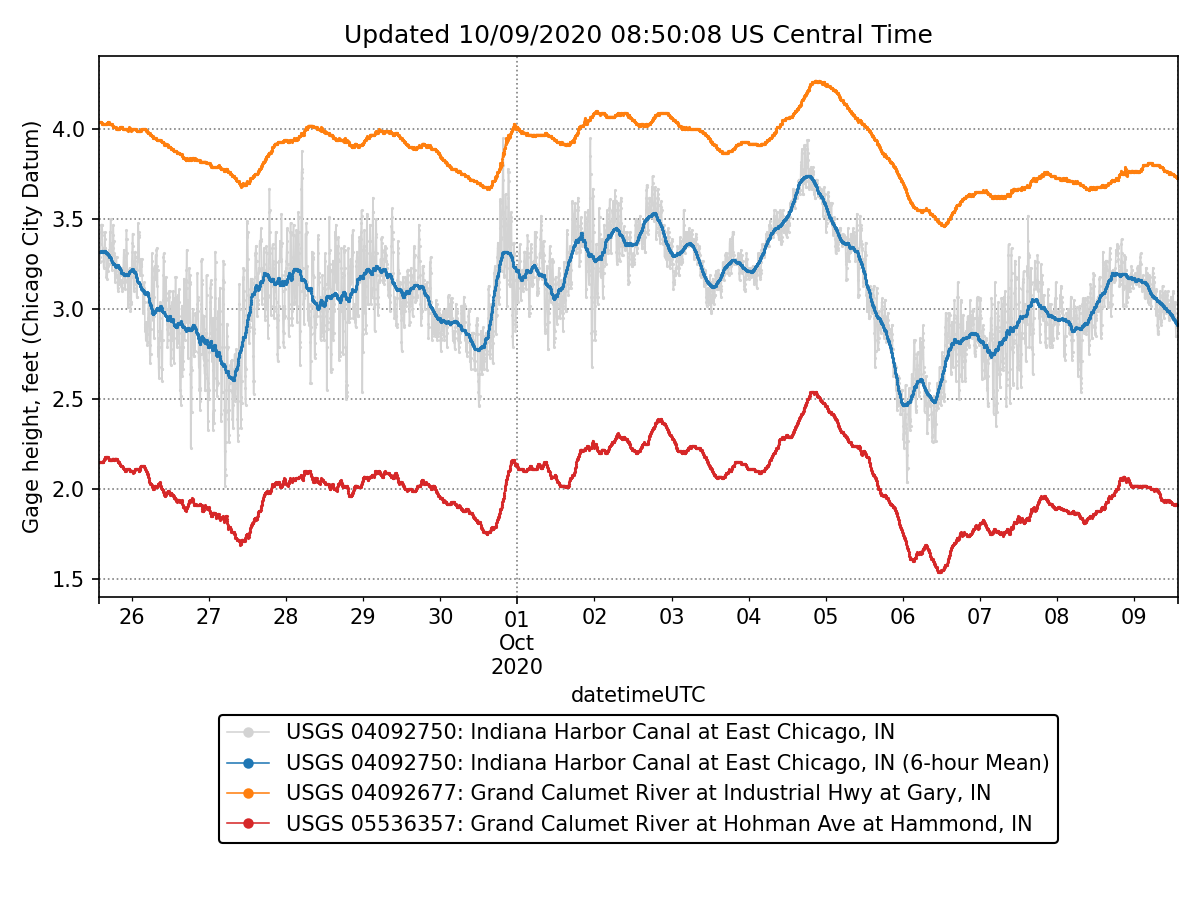 Updated 10/09/2020 08:50:08 US Central Time
Gage height, feet (Chicago City Datum)
4.0
3.5
3.0
2.5
2.0
1.5
26 27 28 29 30 01 02 03 04 05 06 07 08 09
Oct
2020
datetimeUTC
USGS 04092750: Indiana Harbor Canal at East Chicago, IN
USGS 04092750: Indiana Harbor Canal at East Chicago, IN (6-hour Mean)
USGS 04092677: Grand Calumet River at Industrial Hwy at Gary, IN
USGS 05536357: Grand Calumet River at Hohman Ave at Hammond, IN